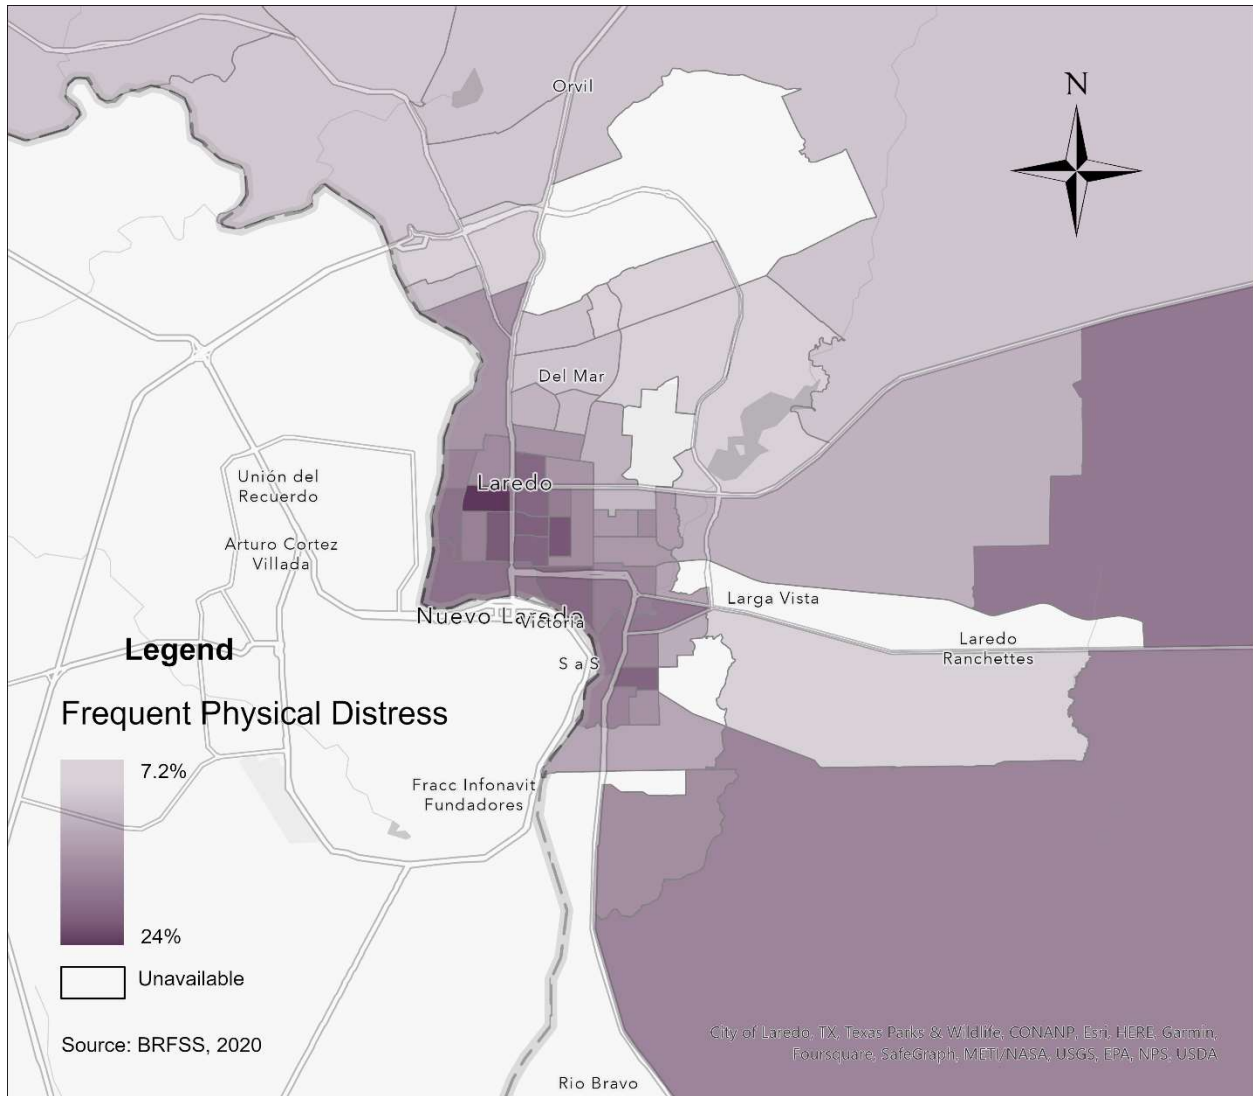 Orvil
N
Del Mar
Unión del
Recuerdo
Laredo
Arturo Cortez
Villada
Nuevo Laredo
Victoria
Larga Vista
Laredo
Ranchettes
S a S
Legend
Frequent Physical Distress
7.2%
24%
Unavailable
Source: BRFSS, 2020
Fracc Infonavit
Fundadores
City of Laredo, TX, Texas Parks & Wildlife, CONANP, Esri, HERE, Garmin,
Foursquare, SafeGraph, METI/NASA, USGS, EPA, NPS, USDA
Rio Bravo